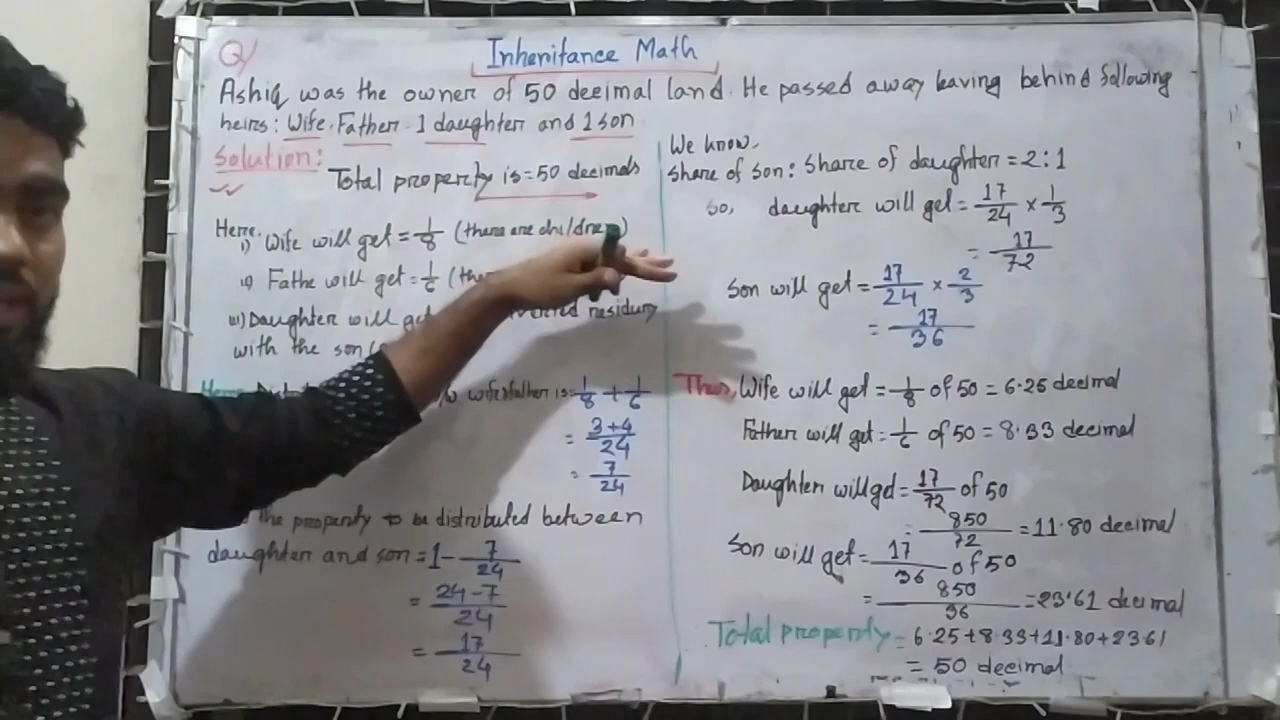 Q/
Inheritance Math
Ashiq was the owner of 50 decimal land. He passed away leaving behind following
heirs: Wife, Father, 1 daughter and 1 son
Solution:
Total property is = 50 decimals
Here,
i) Wife will get = 1/8 (there are
ii) Fathe will get = 1/6
iii) Daughter will get residuary
with the son
wife & father is = 1/8 + 1/6
= 3+4/24
= 7/24
the property to be distributed between
daughter and son = 1 - 7/24
= 24-7/24
= 17/24
We know,
Share of son : Share of daughter = 2:1
so, daughter will get = 17/24 × 1/3
= 17/72
Son will get = 17/24 × 2/3
= 17/36
Thus, Wife will get = 1/8 of 50 = 6.25 decimal
Father will get = 1/6 of 50 = 8.33 decimal
Daughter will get = 17/72 of 50
= 850/72 = 11.80 decimal
Son will get = 17/36 of 50
= 850/36 = 23.61 decimal
Total property = 6.25+8.33+11.80+23.61
= 50 decimal